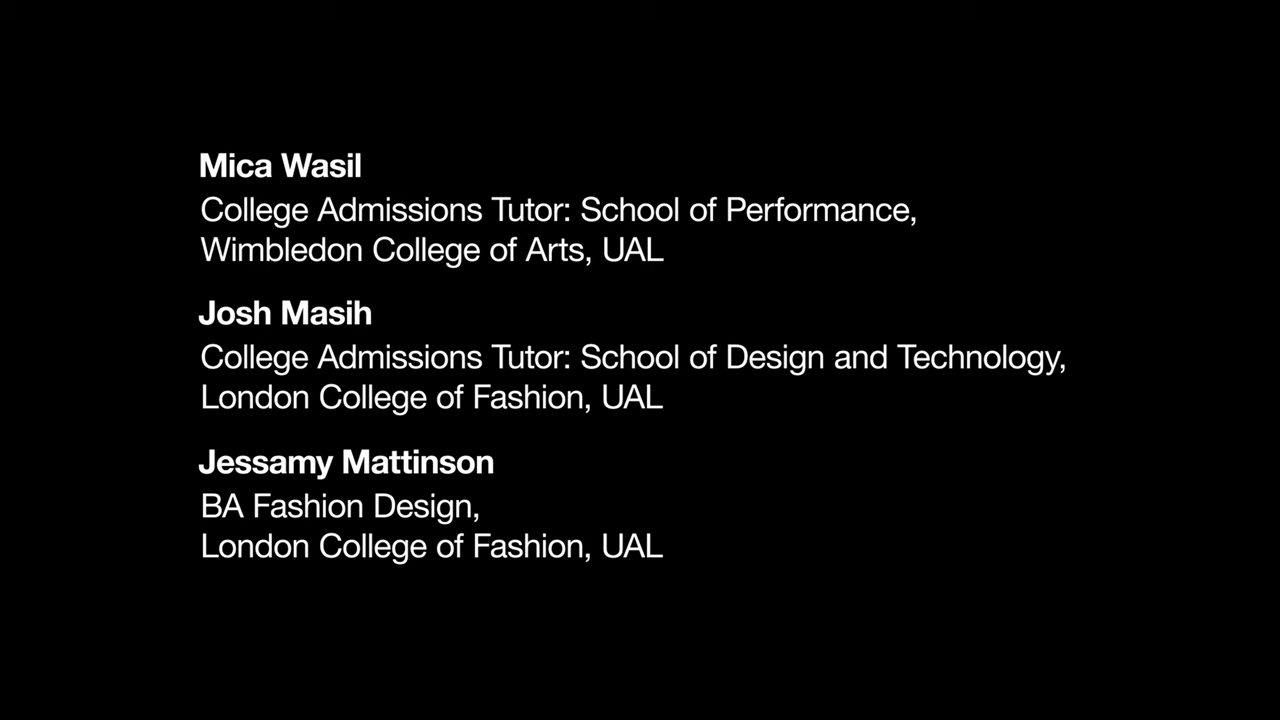 Mica Wasil
College Admissions Tutor: School of Performance,
Wimbledon College of Arts, UAL
Josh Masih
College Admissions Tutor: School of Design and Technology,
London College of Fashion, UAL
Jessamy Mattinson
BA Fashion Design,
London College of Fashion, UAL